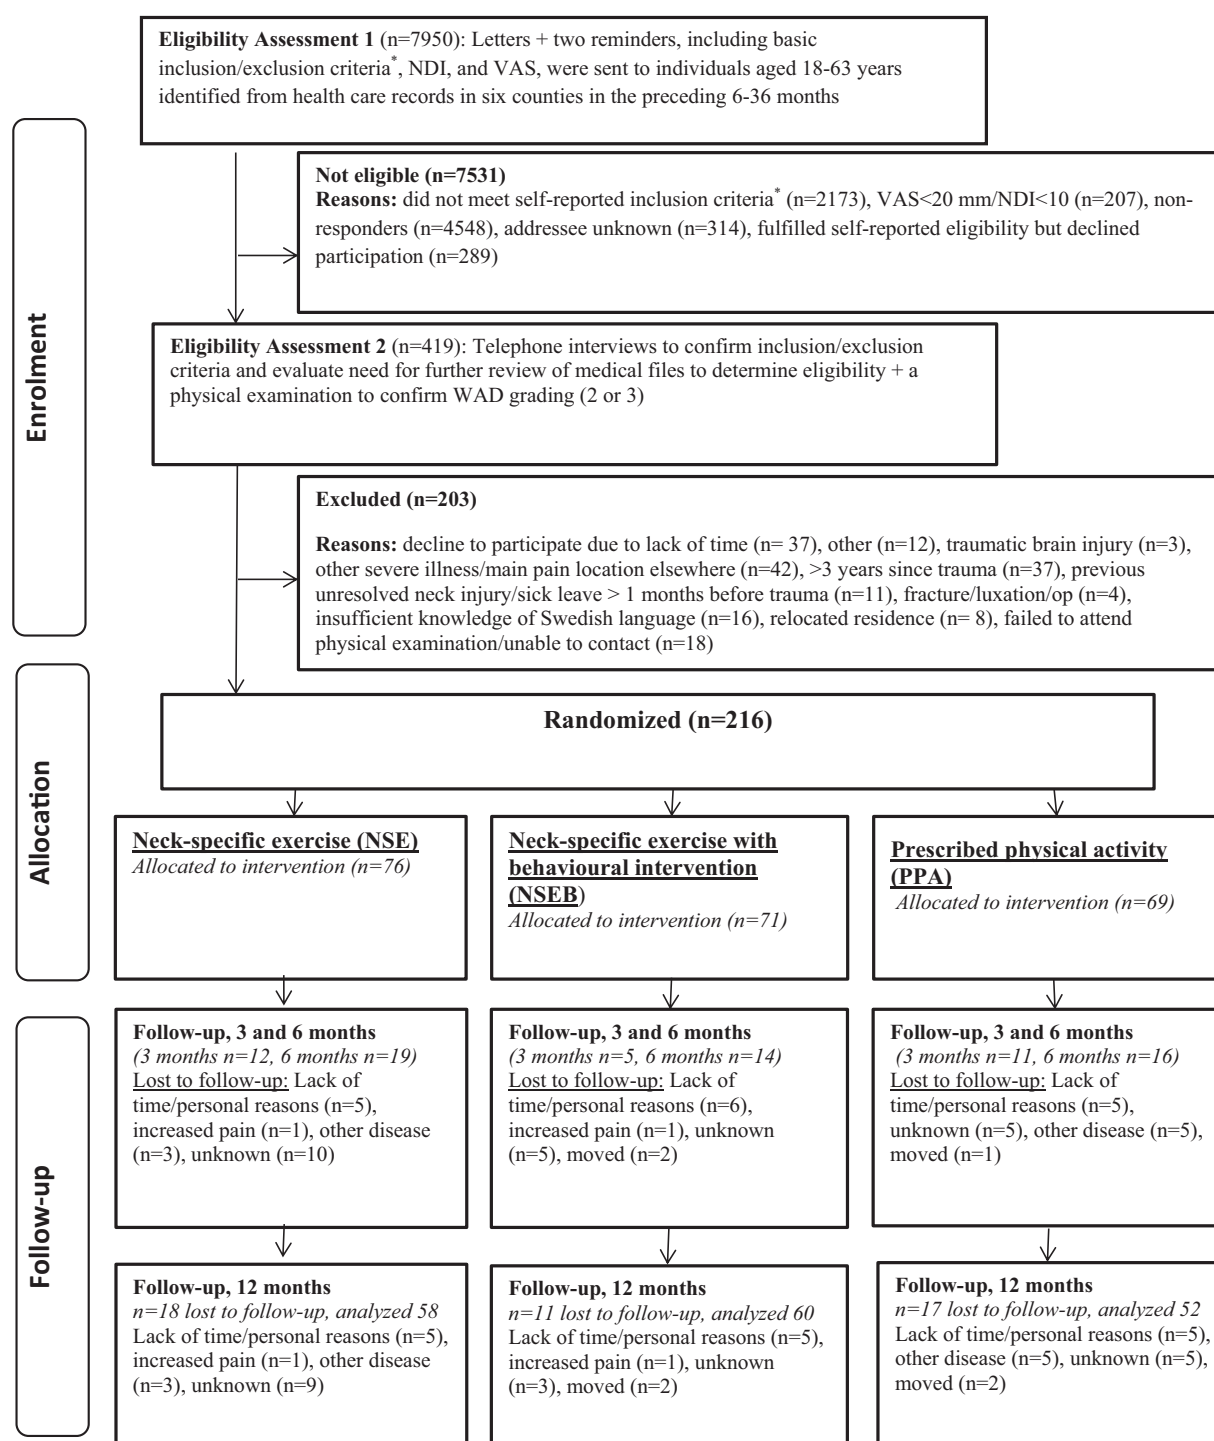 Eligibility Assessment 1 (n=7950): Letters + two reminders, including basic
inclusion/exclusion criteria*, NDI, and VAS, were sent to individuals aged 18-63 years
identified from health care records in six counties in the preceding 6-36 months
Enrolment
Not eligible (n=7531)
Reasons: did not meet self-reported inclusion criteria* (n=2173), VAS<20 mm/NDI<10 (n=207), non-
responders (n=4548), addressee unknown (n=314), fulfilled self-reported eligibility but declined
participation (n=289)
Eligibility Assessment 2 (n=419): Telephone interviews to confirm inclusion/exclusion
criteria and evaluate need for further review of medical files to determine eligibility + a
physical examination to confirm WAD grading (2 or 3)
Excluded (n=203)
Reasons: decline to participate due to lack of time (n= 37), other (n=12), traumatic brain injury (n=3),
other severe illness/main pain location elsewhere (n=42), >3 years since trauma (n=37), previous
unresolved neck injury/sick leave > 1 months before trauma (n=11), fracture/luxation/op (n=4),
insufficient knowledge of Swedish language (n=16), relocated residence (n= 8), failed to attend
physical examination/unable to contact (n=18)
Allocation
Randomized (n=216)
Neck-specific exercise (NSE)
Allocated to intervention (n=76)
Neck-specific exercise with
behavioural intervention
(NSEB)
Allocated to intervention (n=71)
Prescribed physical activity
(PPA)
Allocated to intervention (n=69)
Follow-up
Follow-up, 3 and 6 months
(3 months n=12, 6 months n=19)
Lost to follow-up: Lack of
time/personal reasons (n=5),
increased pain (n=1), other disease
(n=3), unknown (n=10)
Follow-up, 3 and 6 months
(3 months n=5, 6 months n=14)
Lost to follow-up: Lack of
time/personal reasons (n=6),
increased pain (n=1), unknown
(n=5), moved (n=2)
Follow-up, 3 and 6 months
(3 months n=11, 6 months n=16)
Lost to follow-up: Lack of
time/personal reasons (n=5),
unknown (n=5), other disease (n=5),
moved (n=1)
Follow-up, 12 months
n=18 lost to follow-up, analyzed 58
Lack of time/personal reasons (n=5),
increased pain (n=1), other disease
(n=3), unknown (n=9)
Follow-up, 12 months
n=11 lost to follow-up, analyzed 60
Lack of time/personal reasons (n=5),
increased pain (n=1), unknown
(n=3), moved (n=2)
Follow-up, 12 months
n=17 lost to follow-up, analyzed 52
Lack of time/personal reasons (n=5),
other disease (n=5), unknown (n=5),
moved (n=2)